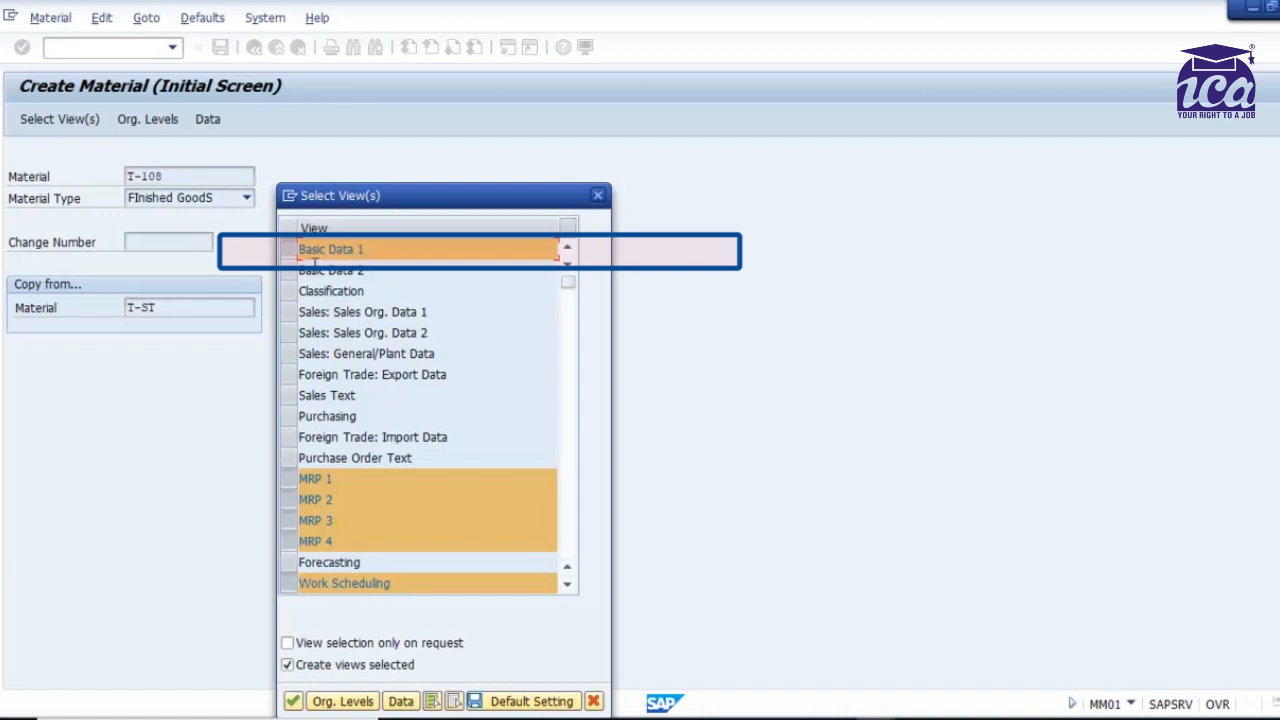 Material Edit Goto Defaults System Help
Create Material (Initial Screen)
ica
®
YOUR RIGHT TO A JOB
Select View(s) Org. Levels Data
Material T-108
Material Type FInished GoodS
Change Number
Copy from...
Material T-ST
Select View(s)
View
Basic Data 1
Basic Data 2
Classification
Sales: Sales Org. Data 1
Sales: Sales Org. Data 2
Sales: General/Plant Data
Foreign Trade: Export Data
Sales Text
Purchasing
Foreign Trade: Import Data
Purchase Order Text
MRP 1
MRP 2
MRP 3
MRP 4
Forecasting
Work Scheduling
View selection only on request
Create views selected
Org. Levels Data Default Setting
SAP
MM01 SAPSRV OVR